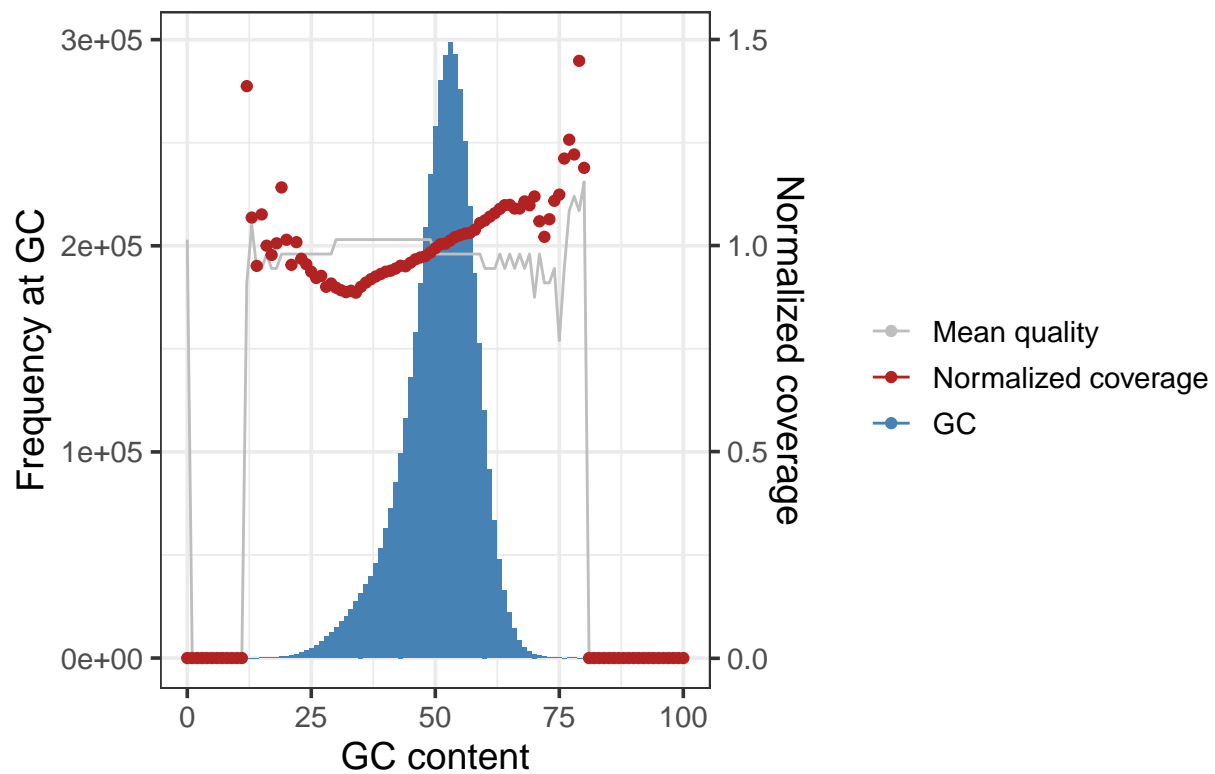 3e+05
2e+05
1e+05
0e+00
Frequency at GC
1.5
1.0
0.5
0.0
Normalized coverage
0 25 50 75 100
GC content
Mean quality
Normalized coverage
GC